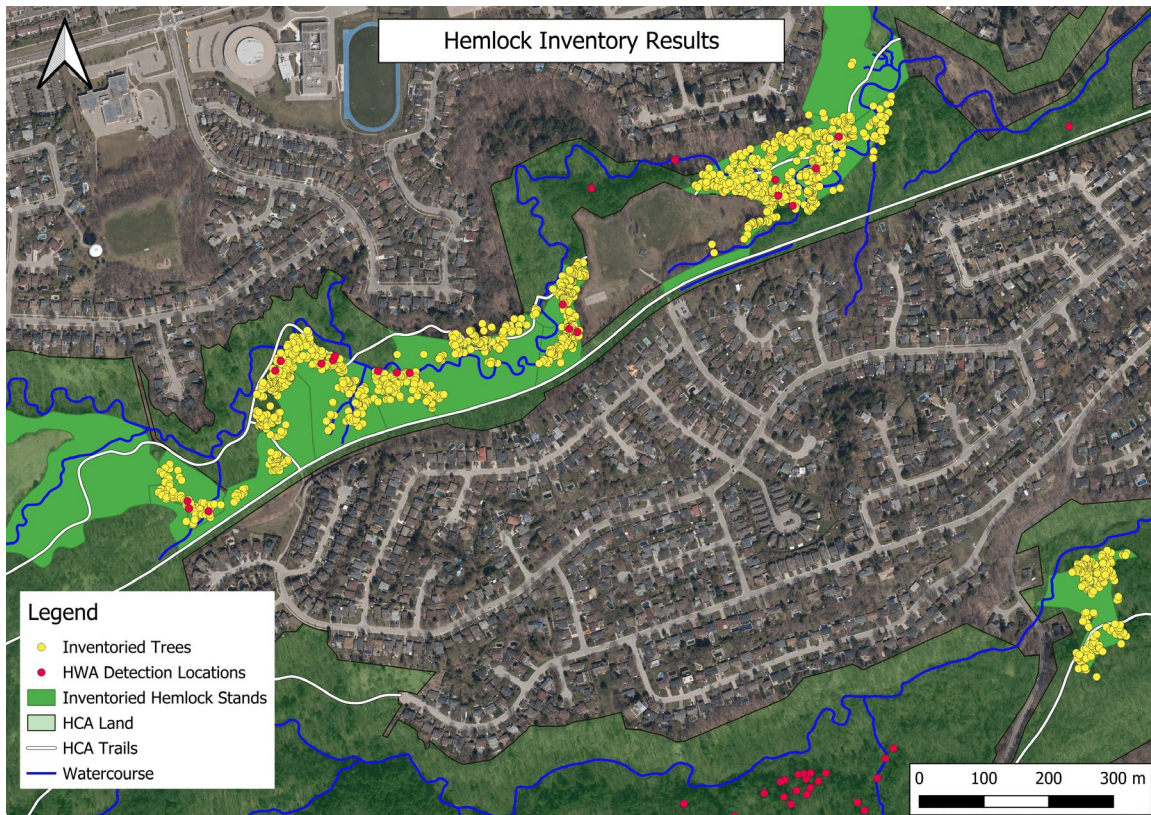 Hemlock Inventory Results
Legend
Inventoried Trees
HWA Detection Locations
Inventoried Hemlock Stands
HCA Land
HCA Trails
Watercourse
0 100 200 300 m